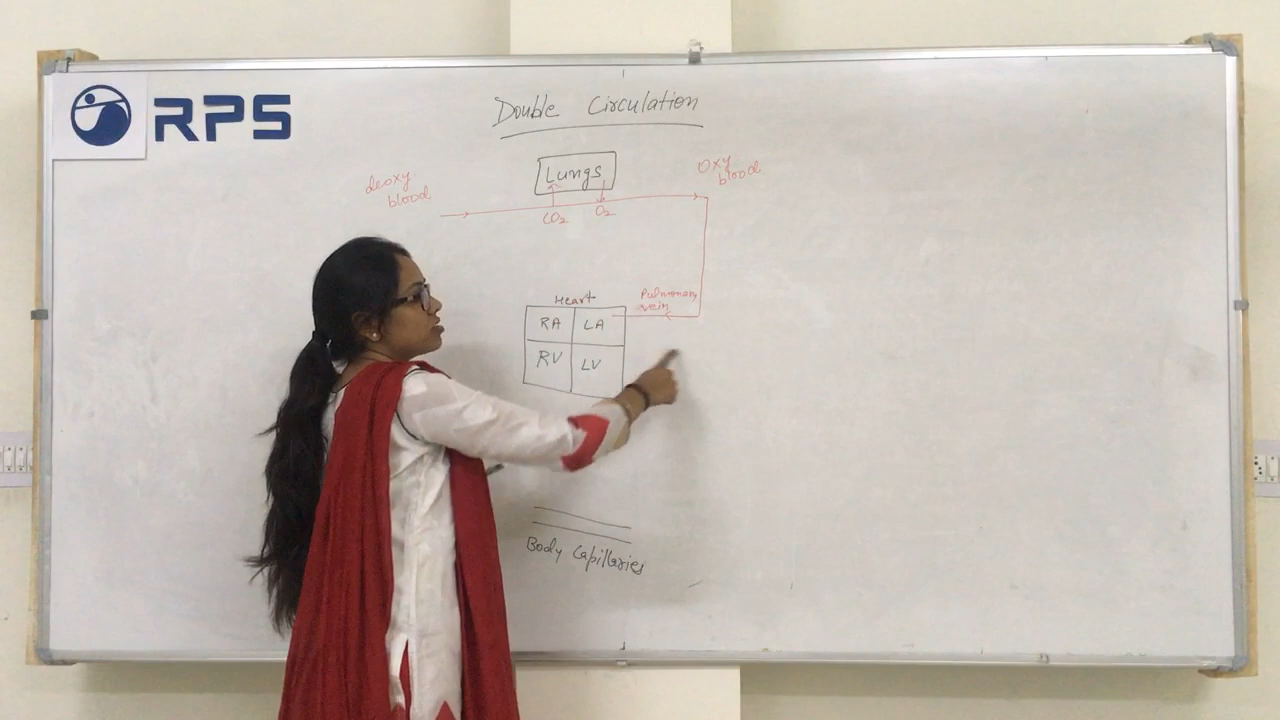 RPS
Double Circulation
Lungs
deoxy
blood
Oxy
blood
CO₂
O₂
Heart
Pulmonary
vein
RA
LA
RV
LV
Body Capillaries